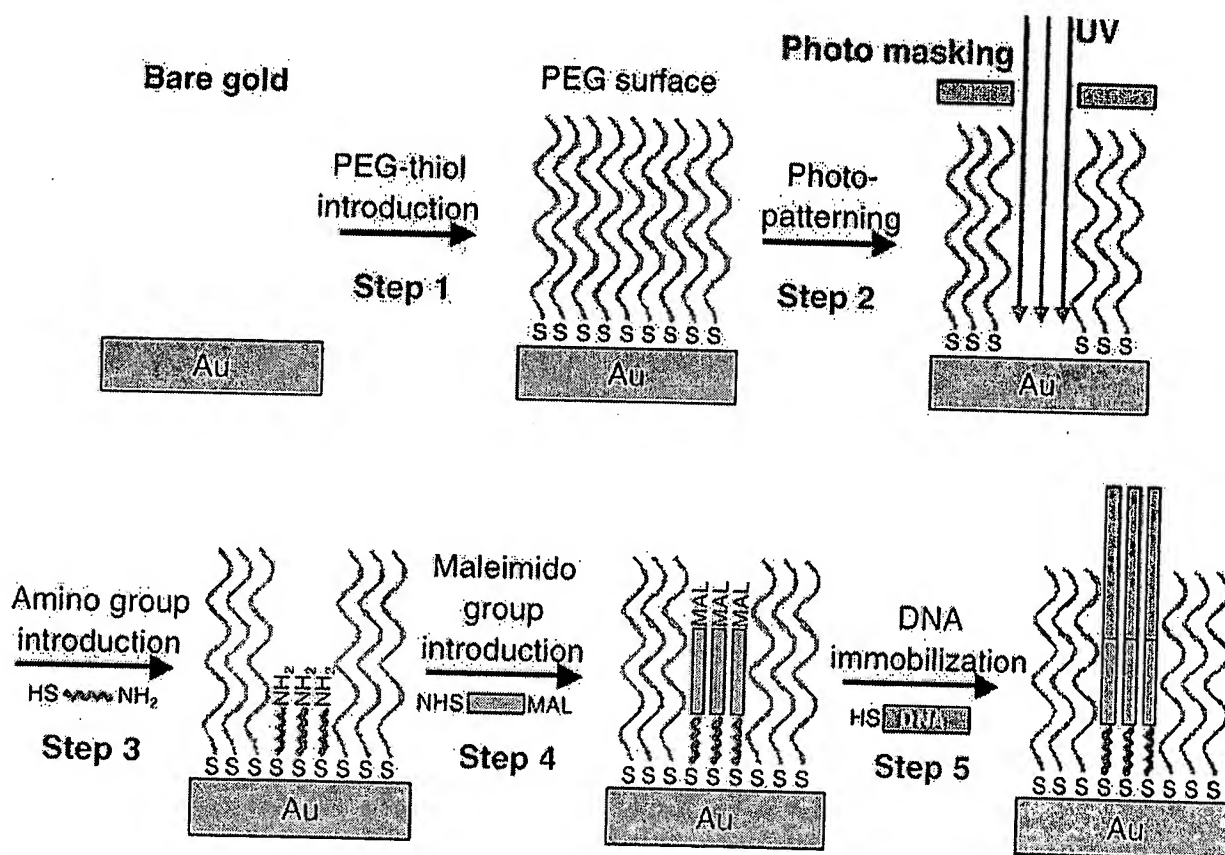 Bare gold
PEG-thiol
introduction
Step 1
PEG surface
Photo-
patterning
Step 2
Photo masking
UV
Au
S S S S S S S S S
Au
S S S
S S S
Au
Amino group
introduction
HS NH₂
Step 3
NH₂ NH₂ NH₂
S S S S S S S S S
Au
Maleimido
group
introduction
NHS MAL
Step 4
MAL MAL MAL
S S S S S S S S S
Au
DNA
immobilization
HS DNA
Step 5
S S S S S S S S S
Au